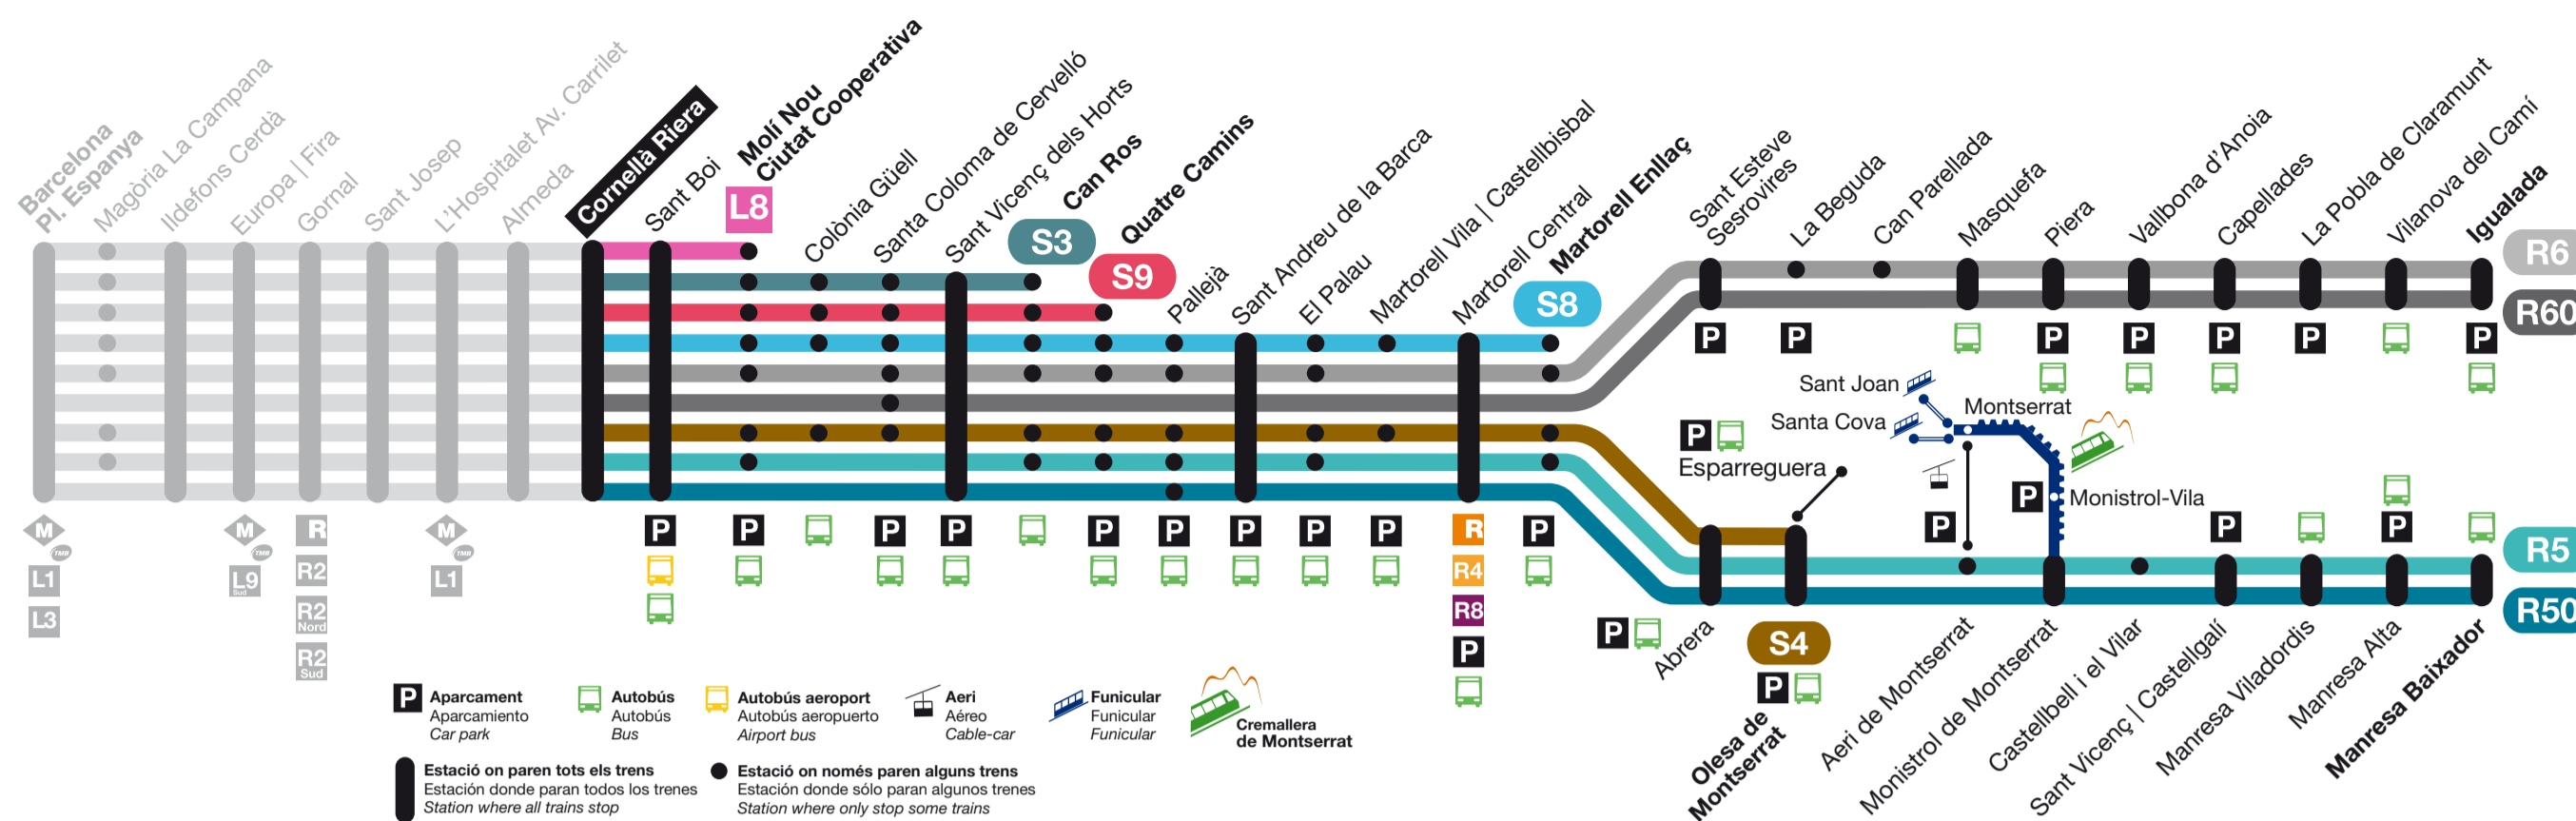 Barcelona
Pl. Espanya
Magòria La Campana
Ildefons Cerdà
Europa | Fira
Gornal
Sant Josep
L'Hospitalet Av. Carrilet
Almeda
Cornellà Riera
Sant Boi
Molí Nou
Ciutat Cooperativa
L8
Colònia Güell
Santa Coloma de Cervelló
Sant Vicenç dels Horts
Can Ros
S3
Quatre Camins
S9
Pallejà
Sant Andreu de la Barca
El Palau
Martorell Vila | Castellbisbal
Martorell Central
Martorell Enllaç
S8
Sant Esteve
Sesrovires
La Beguda
Can Parellada
Masquefa
Piera
Vallbona d'Anoia
Capellades
La Pobla de Claramunt
Vilanova del Camí
Igualada
R6
R60
P
P
P
P
P
P
P
Sant Joan
Santa Cova
Montserrat
P
Esparreguera
P
Monistrol-Vila
P
P
P
R5
R50
M
TMB
L1
L3
M
TMB
L9
Sud
R
R2
R2
Nord
R2
Sud
M
TMB
L1
P
P
P
P
P
P
P
P
P
R
R4
R8
P
P
P
Abrera
S4
P
Olesa de
Montserrat
Aeri de Montserrat
Monistrol de Montserrat
Castellbell i el Vilar
Sant Vicenç | Castellgalí
Manresa Viladordis
Manresa Alta
Manresa Baixador
P
Aparcament
Aparcamiento
Car park
Autobús
Autobús
Bus
Autobús aeroport
Autobús aeropuerto
Airport bus
Aeri
Aéreo
Cable-car
Funicular
Funicular
Funicular
Cremallera
de Montserrat
Estació on paren tots els trens
Estación donde paran todos los trenes
Station where all trains stop
Estació on només paren alguns trens
Estación donde sólo paran algunos trenes
Station where only stop some trains